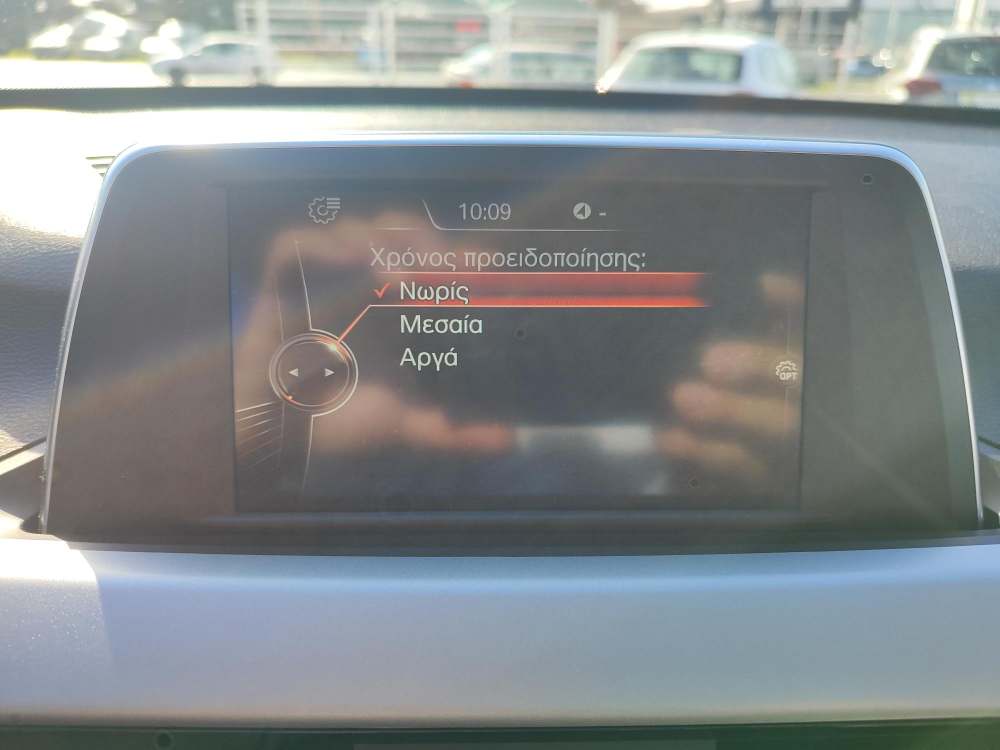 10:09 -
Χρόνος προειδοποίησης:
Νωρίς
Μεσαία
Αργά
OPT